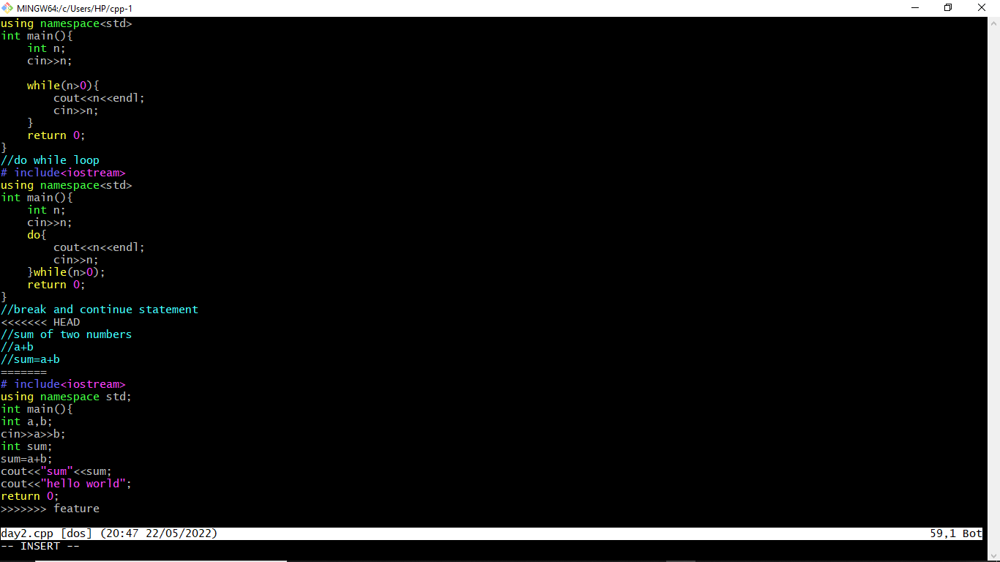 MINGW64:/c/Users/HP/cpp-1
using namespace<std>
int main(){
    int n;
    cin>>n;

    while(n>0){
        cout<<n<<endl;
        cin>>n;
    }
    return 0;
}
//do while loop
# include<iostream>
using namespace<std>
int main(){
    int n;
    cin>>n;
    do{
        cout<<n<<endl;
        cin>>n;
    }while(n>0);
    return 0;
}
//break and continue statement
<<<<<<< HEAD
//sum of two numbers
//a+b
//sum=a+b
=======
# include<iostream>
using namespace std;
int main(){
int a,b;
cin>>a>>b;
int sum;
sum=a+b;
cout<<"sum"<<sum;
cout<<"hello world";
return 0;
>>>>>>> feature

day2.cpp [dos] (20:47 22/05/2022) 59,1 Bot
-- INSERT --